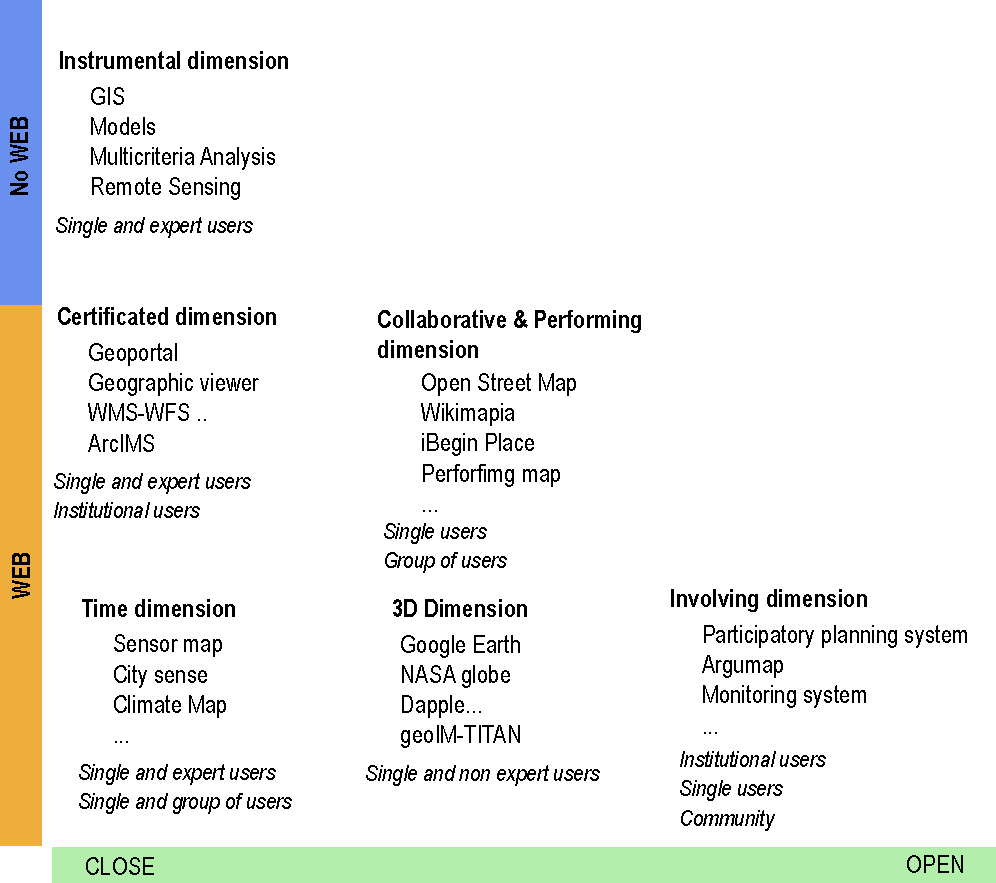 No WEB
Instrumental dimension
GIS
Models
Multicriteria Analysis
Remote Sensing
Single and expert users
WEB
Certificated dimension
Geoportal
Geographic viewer
WMS-WFS ..
ArcIMS
Single and expert users
Institutional users
Collaborative & Performing
dimension
Open Street Map
Wikimapia
iBegin Place
Perforfimg map
...
Single users
Group of users
Time dimension
Sensor map
City sense
Climate Map
...
Single and expert users
Single and group of users
3D Dimension
Google Earth
NASA globe
Dapple...
geoIM-TITAN
Single and non expert users
Involving dimension
Participatory planning system
Argumap
Monitoring system
...
Institutional users
Single users
Community
CLOSE
OPEN